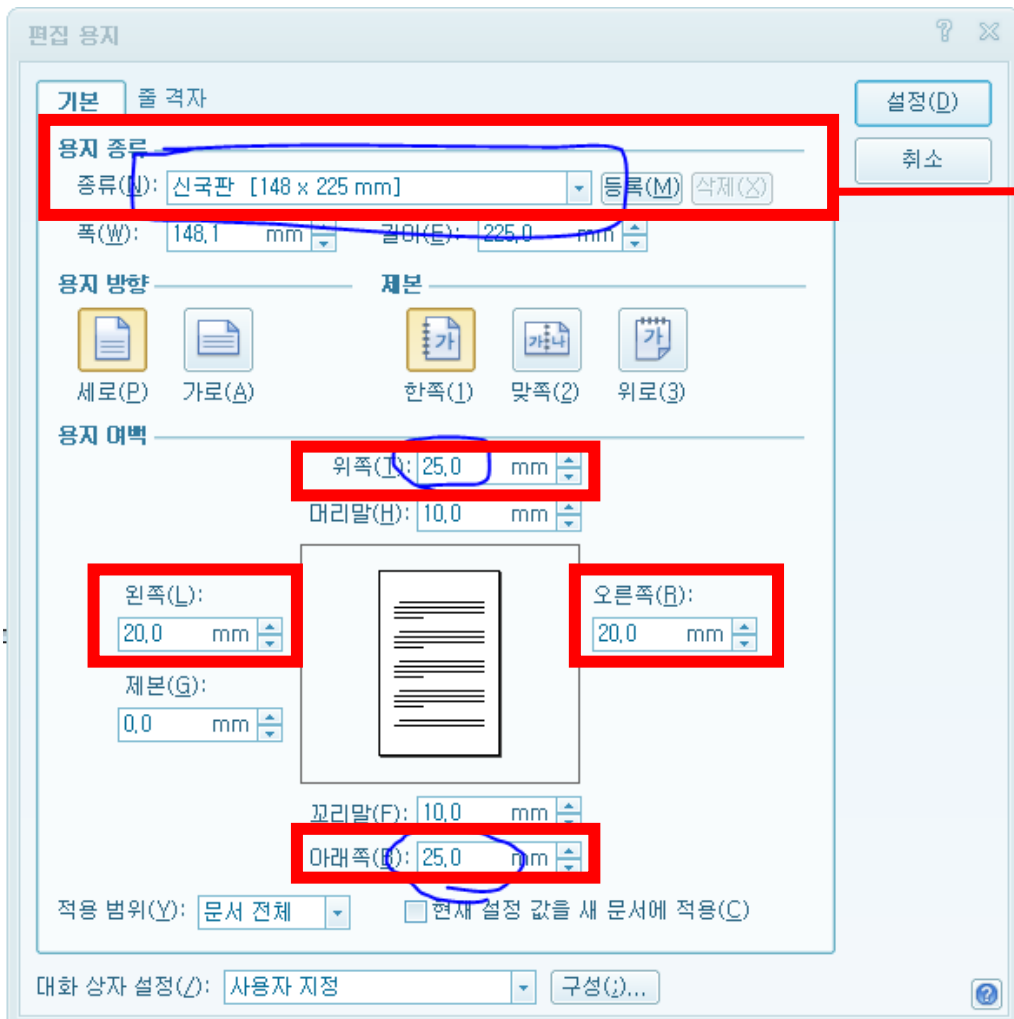 편집 용지
기본 줄 격자
설정(D)
취소
용지 종류
종류(N): 신국판 [148 x 225 mm] 등록(M) 삭제(X)
폭(W): 148,1 mm 길이(E): 225,0 mm
용지 방향 제본
가 가 나 가
세로(P) 가로(A) 한쪽(1) 맞쪽(2) 위로(3)
용지 여백
위쪽(T): 25,0 mm
머리말(H): 10,0 mm
왼쪽(L): 오른쪽(R):
20,0 mm 20,0 mm
제본(G):
0,0 mm
꼬리말(F): 10,0 mm
아래쪽(B): 25,0 mm
적용 범위(Y): 문서 전체 현재 설정 값을 새 문서에 적용(C)
대화 상자 설정(/): 사용자 지정 구성(;)...